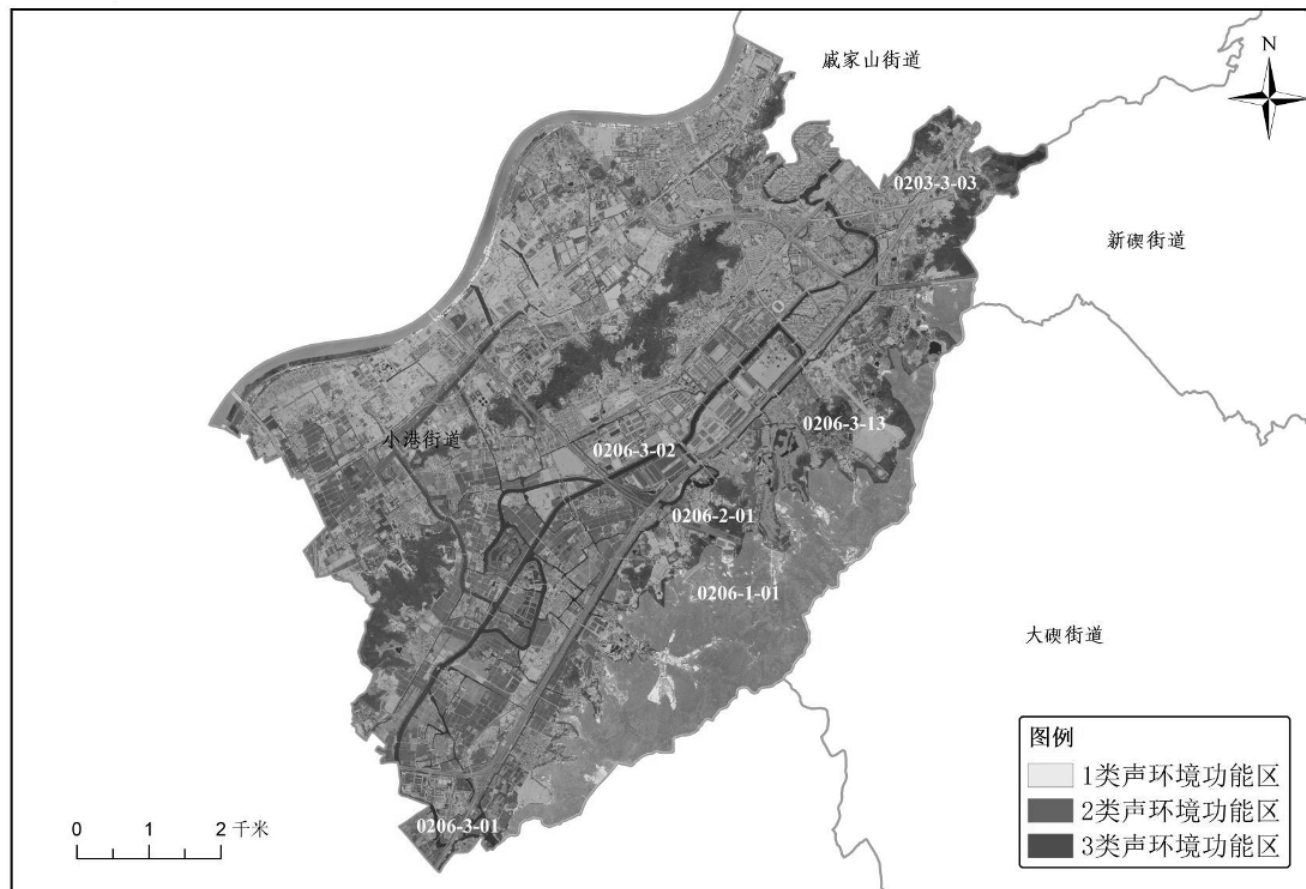 戚家山街道
N
0203-3-03
新碶街道
0206-3-13
小港街道
0206-3-02
0206-2-01
0206-1-01
大碶街道
图例
1类声环境功能区
2类声环境功能区
3类声环境功能区
0 1 2 千米
0206-3-01